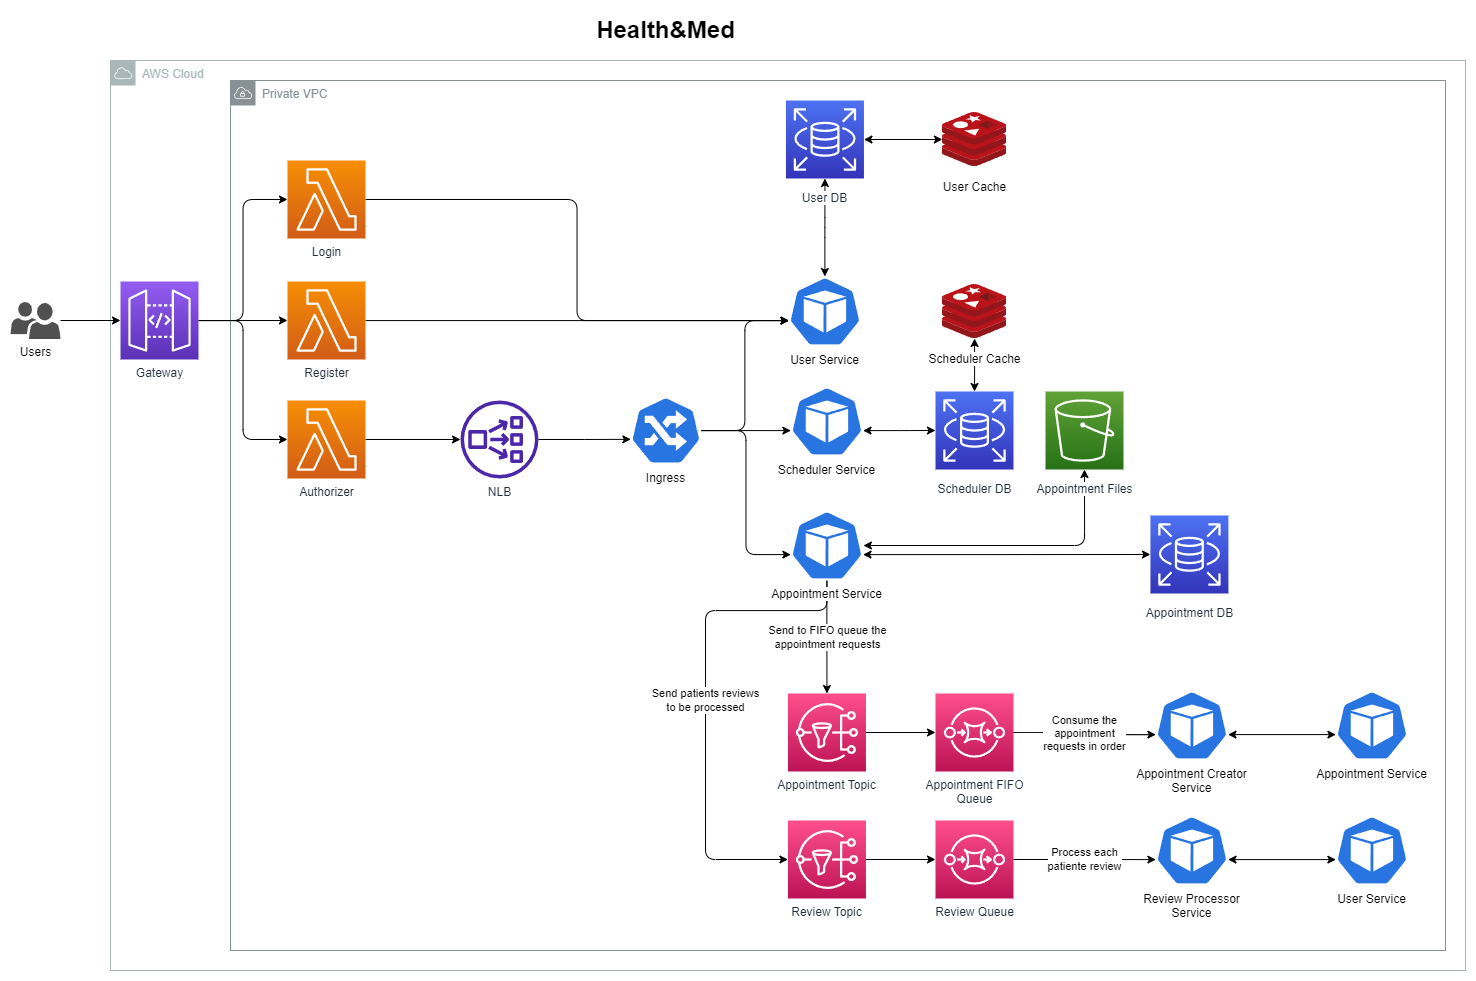 Health&Med
AWS Cloud
Private VPC
User DB
User Cache
Login
Users
Gateway
Register
User Service
Scheduler Cache
Authorizer
NLB
Ingress
Scheduler Service
Scheduler DB
Appointment Files
Appointment Service
Appointment DB
Send to FIFO queue the
appointment requests
Send patients reviews
to be processed
Consume the
appointment
requests in order
Appointment Topic
Appointment FIFO
Queue
Appointment Creator
Service
Appointment Service
Process each
patiente review
Review Topic
Review Queue
Review Processor
Service
User Service